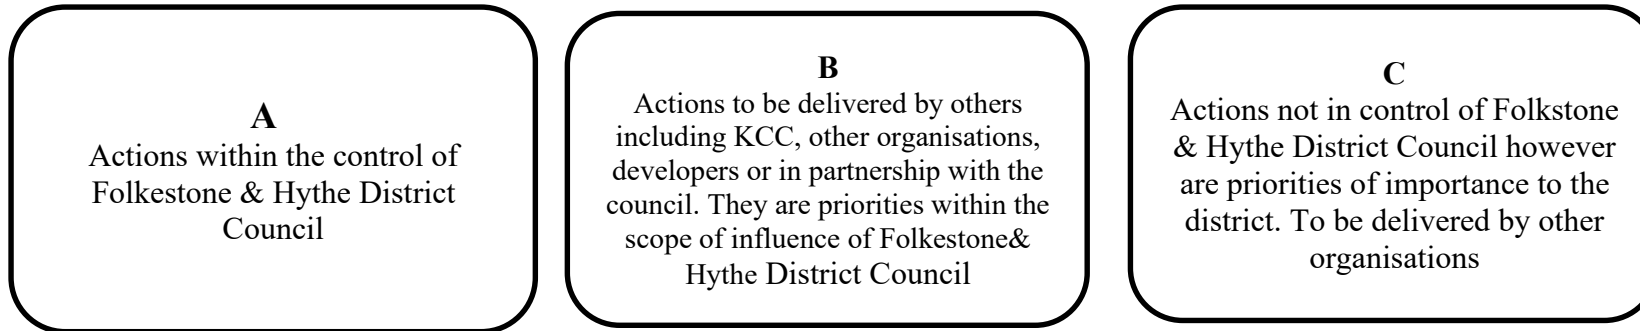 A
Actions within the control of
Folkestone & Hythe District
Council
B
Actions to be delivered by others
including KCC, other organisations,
developers or in partnership with the
council. They are priorities within the
scope of influence of Folkestone&
Hythe District Council
C
Actions not in control of Folkstone
& Hythe District Council however
are priorities of importance to the
district. To be delivered by other
organisations